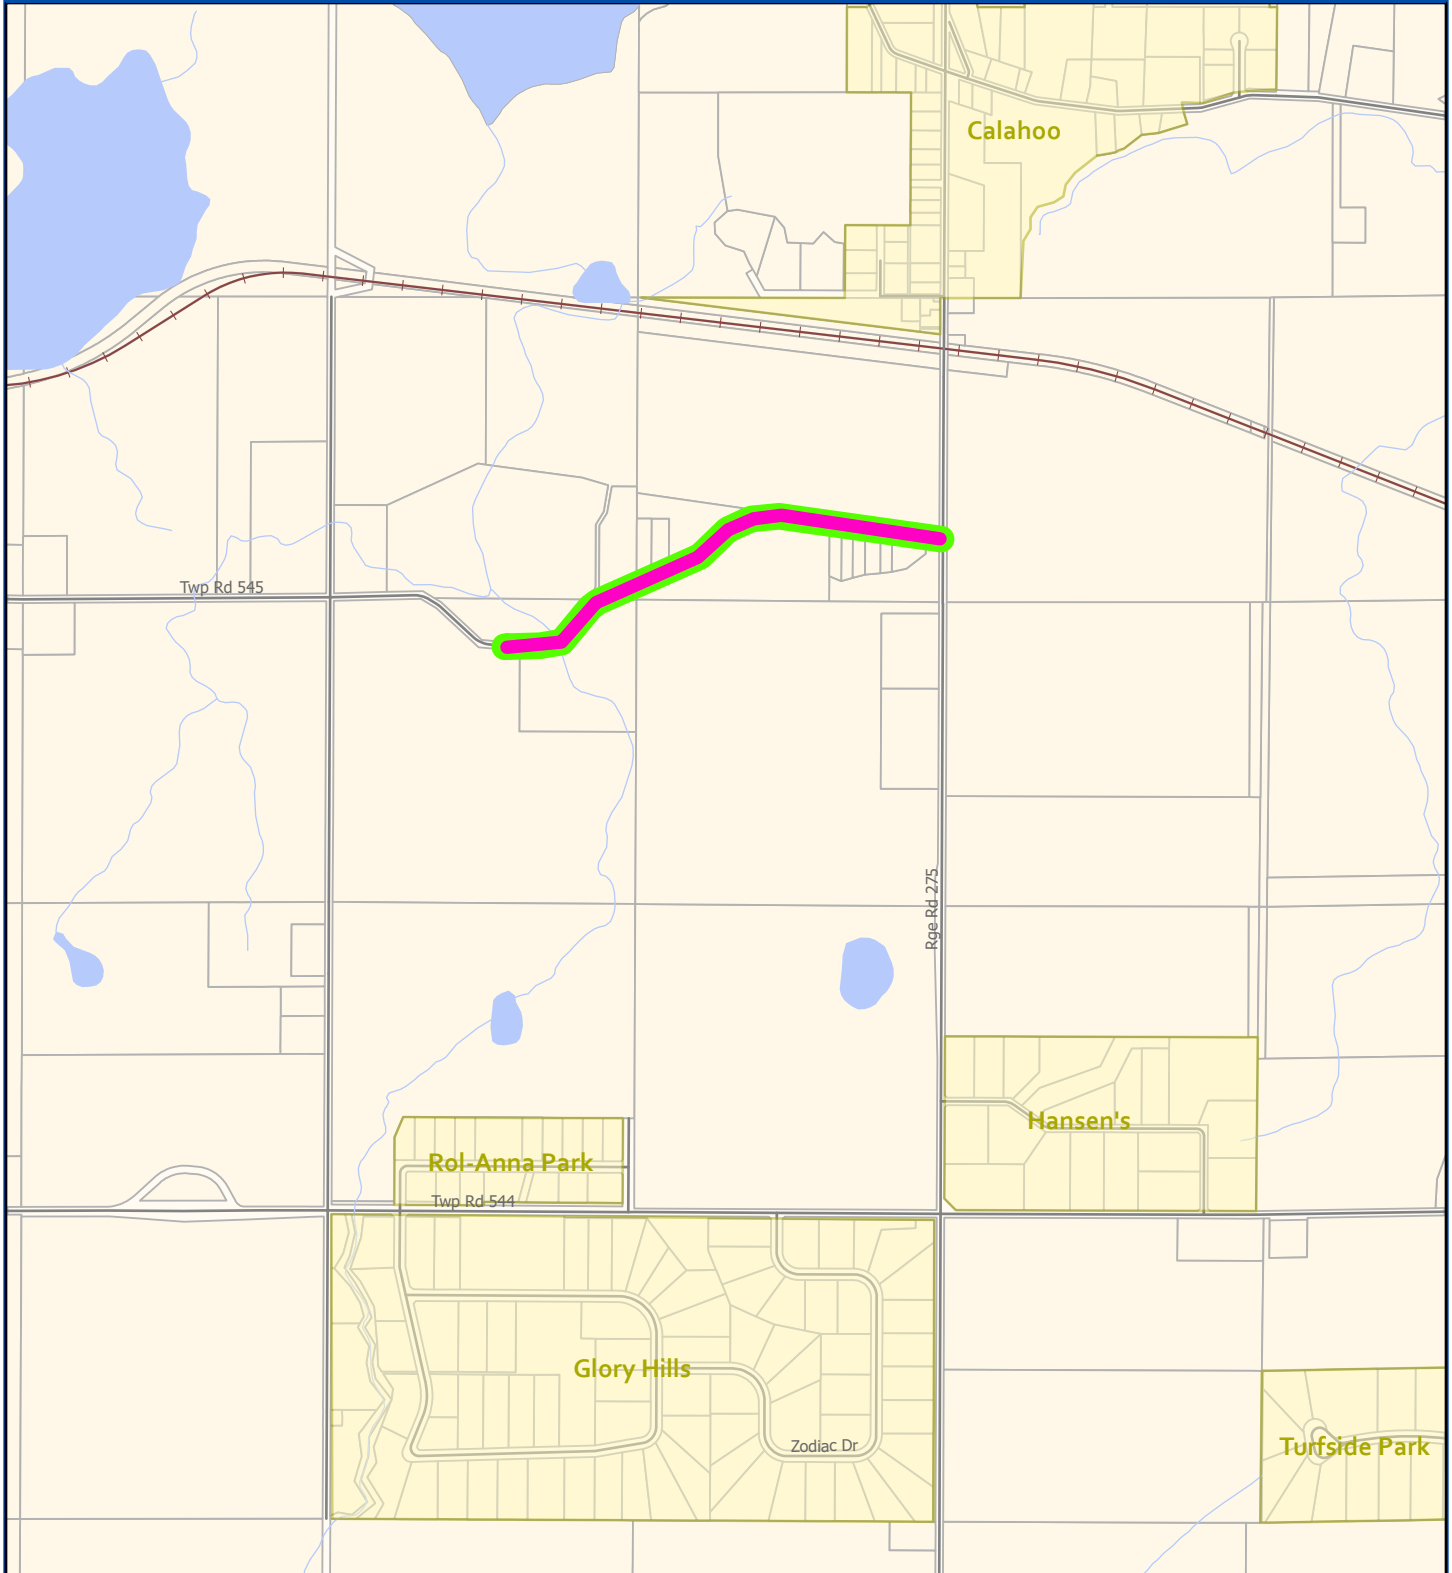 Calahoo
Twp Rd 545
Rge Rd 275
Hansen's
Rol-Anna Park
Twp Rd 544
Glory Hills
Zodiac Dr
Turfside Park